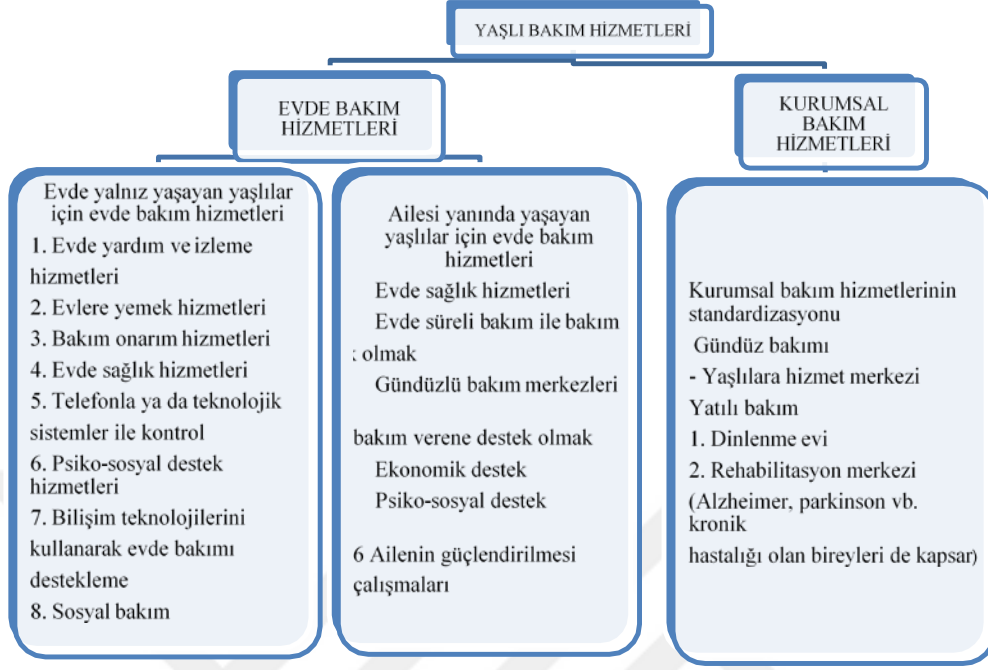 YAŞLI BAKIM HİZMETLERİ
EVDE BAKIM
HİZMETLERİ
KURUMSAL
BAKIM
HİZMETLERİ
Evde yalnız yaşayan yaşlılar
için evde bakım hizmetleri
1. Evde yardım ve izleme
hizmetleri
2. Evlere yemek hizmetleri
3. Bakım onarım hizmetleri
4. Evde sağlık hizmetleri
5. Telefonla ya da teknolojik
sistemler ile kontrol
6. Psiko-sosyal destek
hizmetleri
7. Bilişim teknolojilerini
kullanarak evde bakımı
destekleme
8. Sosyal bakım
Ailesi yanında yaşayan
yaşlılar için evde bakım
hizmetleri
Evde sağlık hizmetleri
Evde süreli bakım ile bakım
olmak
Gündüzlü bakım merkezleri
bakım verene destek olmak
Ekonomik destek
Psiko-sosyal destek
6 Ailenin güçlendirilmesi
çalışmaları
Kurumsal bakım hizmetlerinin
standardizasyonu
Gündüz bakımı
- Yaşlılara hizmet merkezi
Yatılı bakım
1. Dinlenme evi
2. Rehabilitasyon merkezi
(Alzheimer, parkinson vb.
kronik
hastalığı olan bireyleri de kapsar)